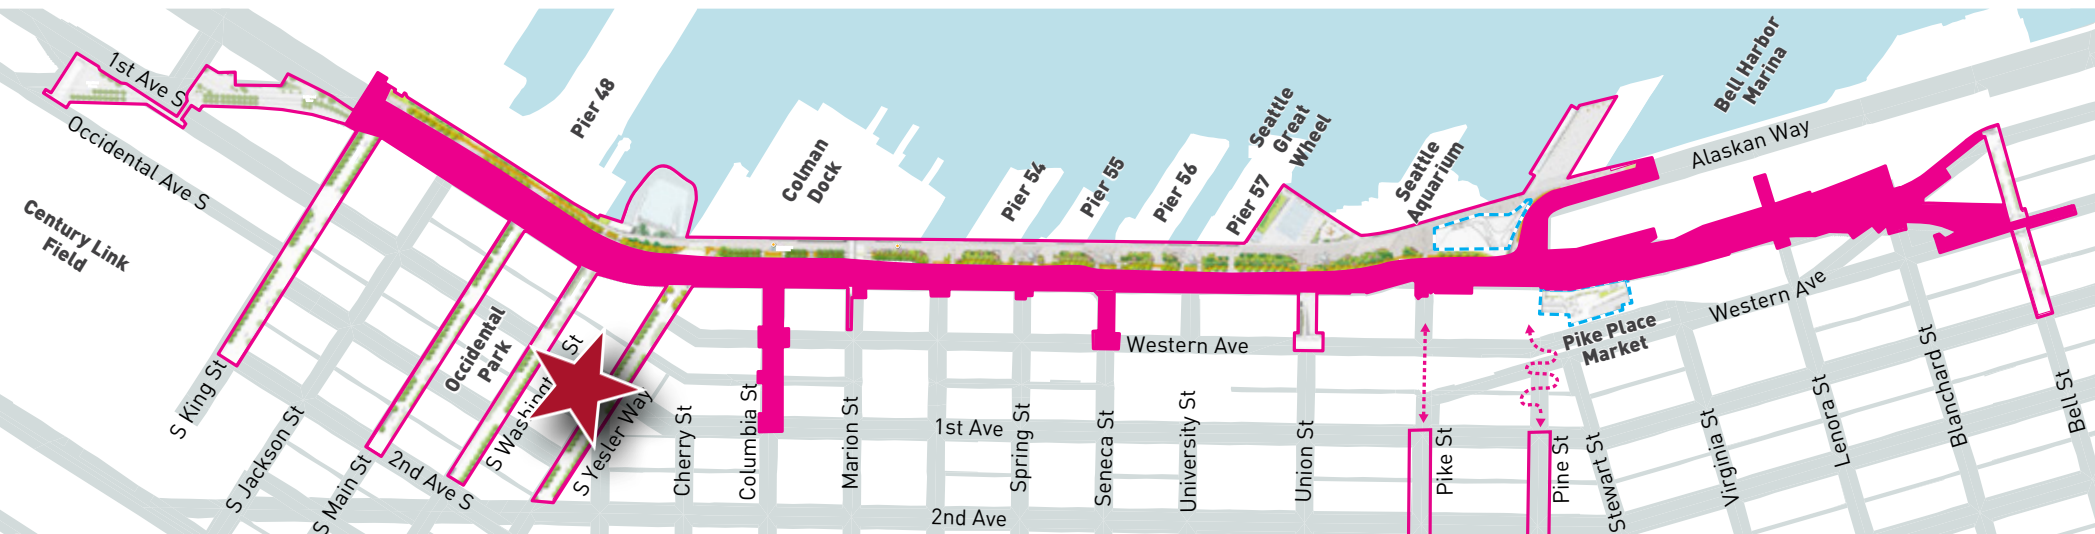 1st Ave S
Occidental Ave S
Century Link
Field
Pier 48
Colman
Dock
Pier 54
Pier 55
Pier 56
Pier 57
Seattle
Great
Wheel
Seattle
Aquarium
Bell Harbor
Marina
Alaskan Way
Western Ave
Pike Place
Market
Western Ave
Occidental
Park
S King St
S Jackson St
S Main St
2nd Ave S
S Washin St
S Yesler Way
Cherry St
Columbia St
Marion St
1st Ave
2nd Ave
Spring St
Seneca St
University St
Union St
Pike St
Pine St
Stewart St
Virginia St
Lenora St
Blanchard St
Bell St